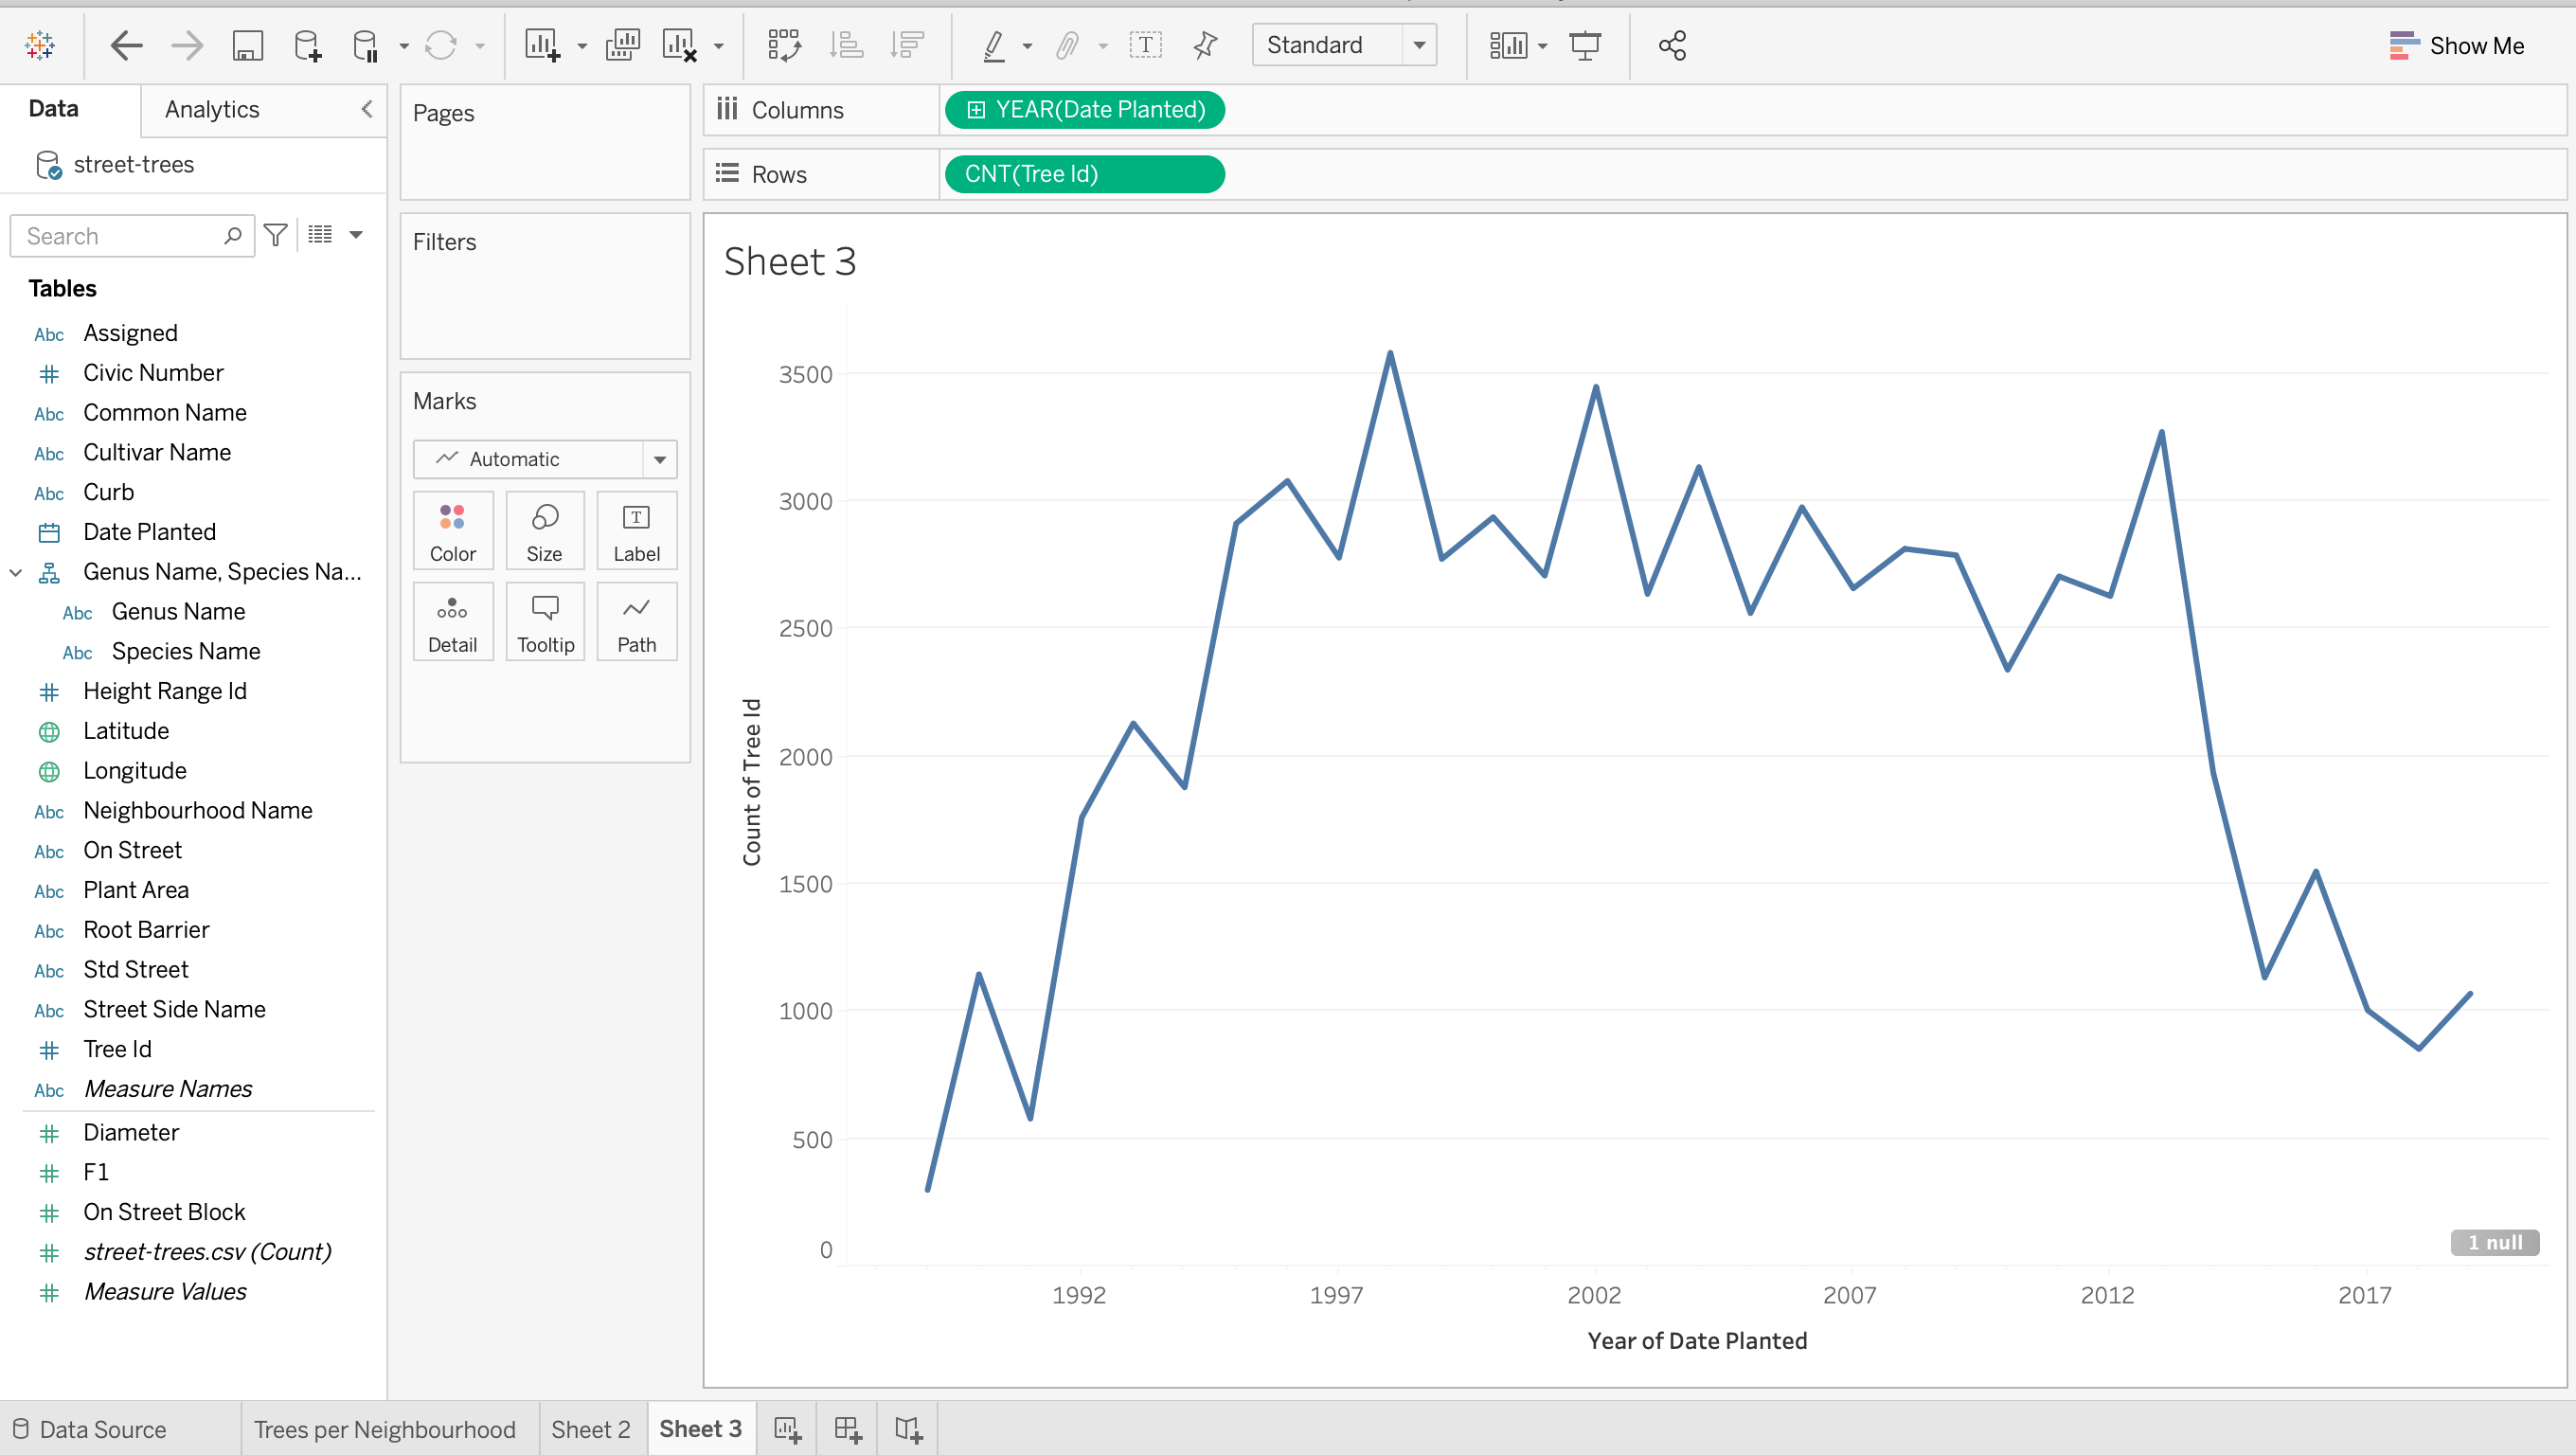 Standard
Show Me
Data
Analytics
street-trees
Search
Tables
Abc Assigned
Civic Number
Abc Common Name
Abc Cultivar Name
Abc Curb
Date Planted
Genus Name, Species Na...
Abc Genus Name
Abc Species Name
Height Range Id
Latitude
Longitude
Abc Neighbourhood Name
Abc On Street
Abc Plant Area
Abc Root Barrier
Abc Std Street
Abc Street Side Name
Tree Id
Abc Measure Names
Diameter
F1
On Street Block
street-trees.csv (Count)
Measure Values
Pages
Filters
Marks
Automatic
Color
Size
T
Label
Detail
Tooltip
Path
Columns
YEAR(Date Planted)
Rows
CNT(Tree Id)
Sheet 3
Count of Tree Id
3500
3000
2500
2000
1500
1000
500
0
1 null
1992
1997
2002
2007
2012
2017
Year of Date Planted
Data Source
Trees per Neighbourhood
Sheet 2
Sheet 3